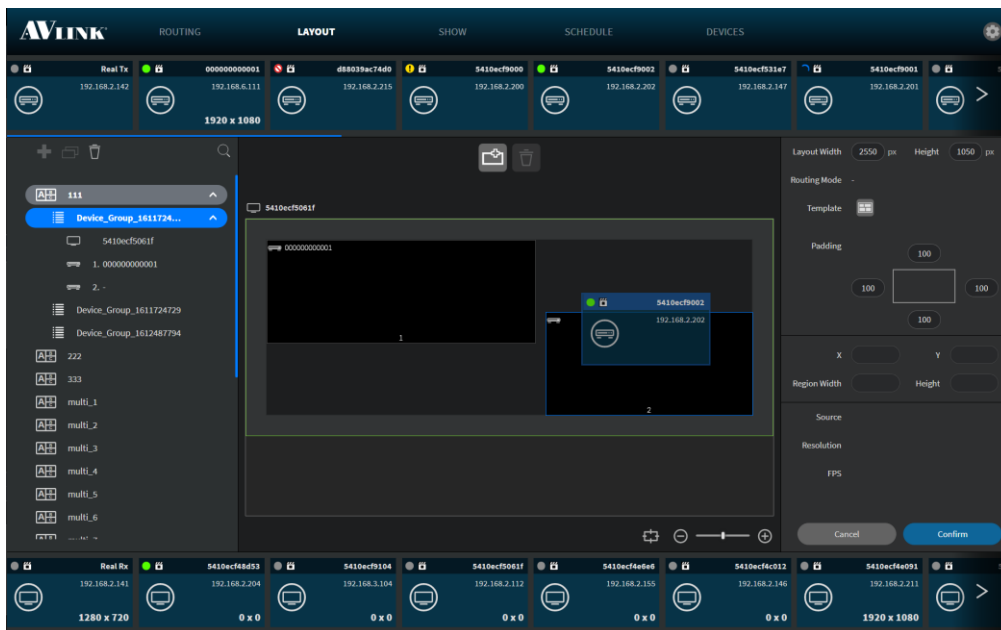 AVLINK ROUTING LAYOUT SHOW SCHEDULE DEVICES
Real Tx 000000000001 d88039ac74d0 5410ecf9000 5410ecf9002 5410ecf531e7 5410ecf9001
192.168.2.142 192.168.6.111 192.168.2.215 192.168.2.200 192.168.2.202 192.168.2.147 192.168.2.201
1920 x 1080
111
Device_Group_1611724...
5410ecf5061f
1. 000000000001
2. -
Device_Group_1611724729
Device_Group_1612487794
222
333
multi_1
multi_2
multi_3
multi_4
multi_5
multi_6
5410ecf5061f
000000000001
1
5410ecf9002
192.168.2.202
2
Layout Width 2550 px Height 1050 px
Routing Mode -
Template
Padding
100
100 100
100
X Y
Region Width Height
Source
Resolution
FPS
Cancel Confirm
Real Rx 5410ecf48d53 5410ecf9104 5410ecf5061f 5410ecf4e6e6 5410ecf4c012 5410ecf4e091
192.168.2.141 192.168.2.204 192.168.3.104 192.168.2.112 192.168.2.155 192.168.2.146 192.168.2.211
1280 x 720 0 x 0 0 x 0 0 x 0 0 x 0 0 x 0 1920 x 1080